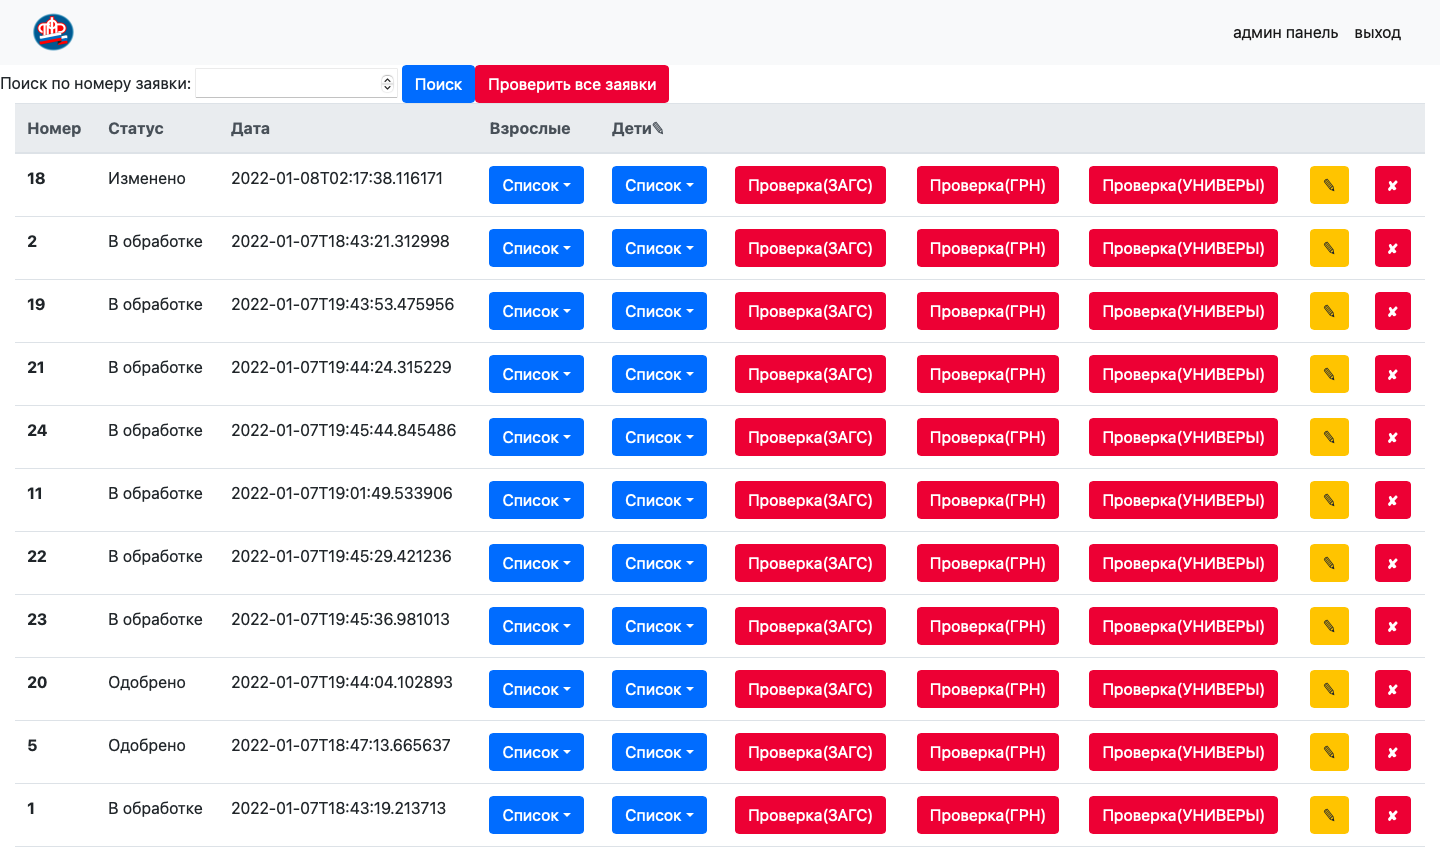 админ панель выход
Поиск по номеру заявки: Поиск Проверить все заявки
Номер Статус Дата Взрослые Дети✎
18 Изменено 2022-01-08T02:17:38.116171 Список Список Проверка(ЗАГС) Проверка(ГРН) Проверка(УНИВЕРЫ) ✎ ✘
2 В обработке 2022-01-07T18:43:21.312998 Список Список Проверка(ЗАГС) Проверка(ГРН) Проверка(УНИВЕРЫ) ✎ ✘
19 В обработке 2022-01-07T19:43:53.475956 Список Список Проверка(ЗАГС) Проверка(ГРН) Проверка(УНИВЕРЫ) ✎ ✘
21 В обработке 2022-01-07T19:44:24.315229 Список Список Проверка(ЗАГС) Проверка(ГРН) Проверка(УНИВЕРЫ) ✎ ✘
24 В обработке 2022-01-07T19:45:44.845486 Список Список Проверка(ЗАГС) Проверка(ГРН) Проверка(УНИВЕРЫ) ✎ ✘
11 В обработке 2022-01-07T19:01:49.533906 Список Список Проверка(ЗАГС) Проверка(ГРН) Проверка(УНИВЕРЫ) ✎ ✘
22 В обработке 2022-01-07T19:45:29.421236 Список Список Проверка(ЗАГС) Проверка(ГРН) Проверка(УНИВЕРЫ) ✎ ✘
23 В обработке 2022-01-07T19:45:36.981013 Список Список Проверка(ЗАГС) Проверка(ГРН) Проверка(УНИВЕРЫ) ✎ ✘
20 Одобрено 2022-01-07T19:44:04.102893 Список Список Проверка(ЗАГС) Проверка(ГРН) Проверка(УНИВЕРЫ) ✎ ✘
5 Одобрено 2022-01-07T18:47:13.665637 Список Список Проверка(ЗАГС) Проверка(ГРН) Проверка(УНИВЕРЫ) ✎ ✘
1 В обработке 2022-01-07T18:43:19.213713 Список Список Проверка(ЗАГС) Проверка(ГРН) Проверка(УНИВЕРЫ) ✎ ✘